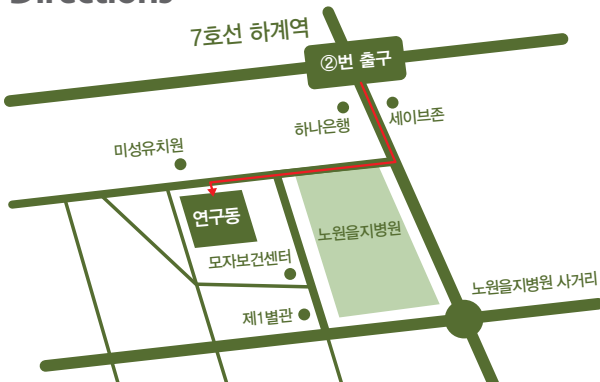 Directions
7호선 하계역
②번 출구
하나은행
세이브존
미성유치원
연구동
노원을지병원
모자보건센터
노원을지병원 사거리
제1별관